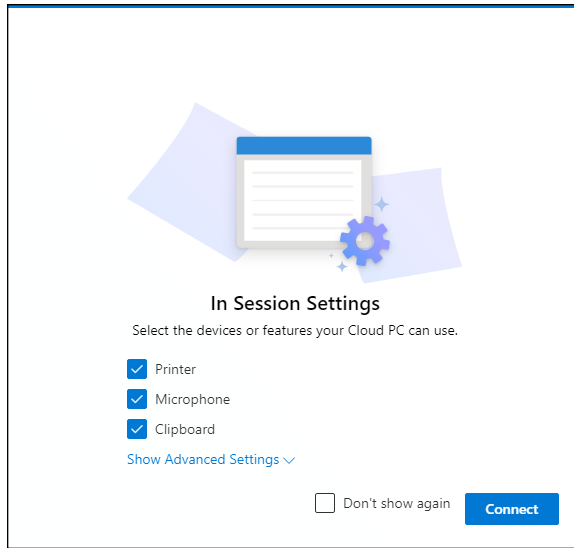 In Session Settings
Select the devices or features your Cloud PC can use.
Printer
Microphone
Clipboard
Show Advanced Settings
Don't show again
Connect